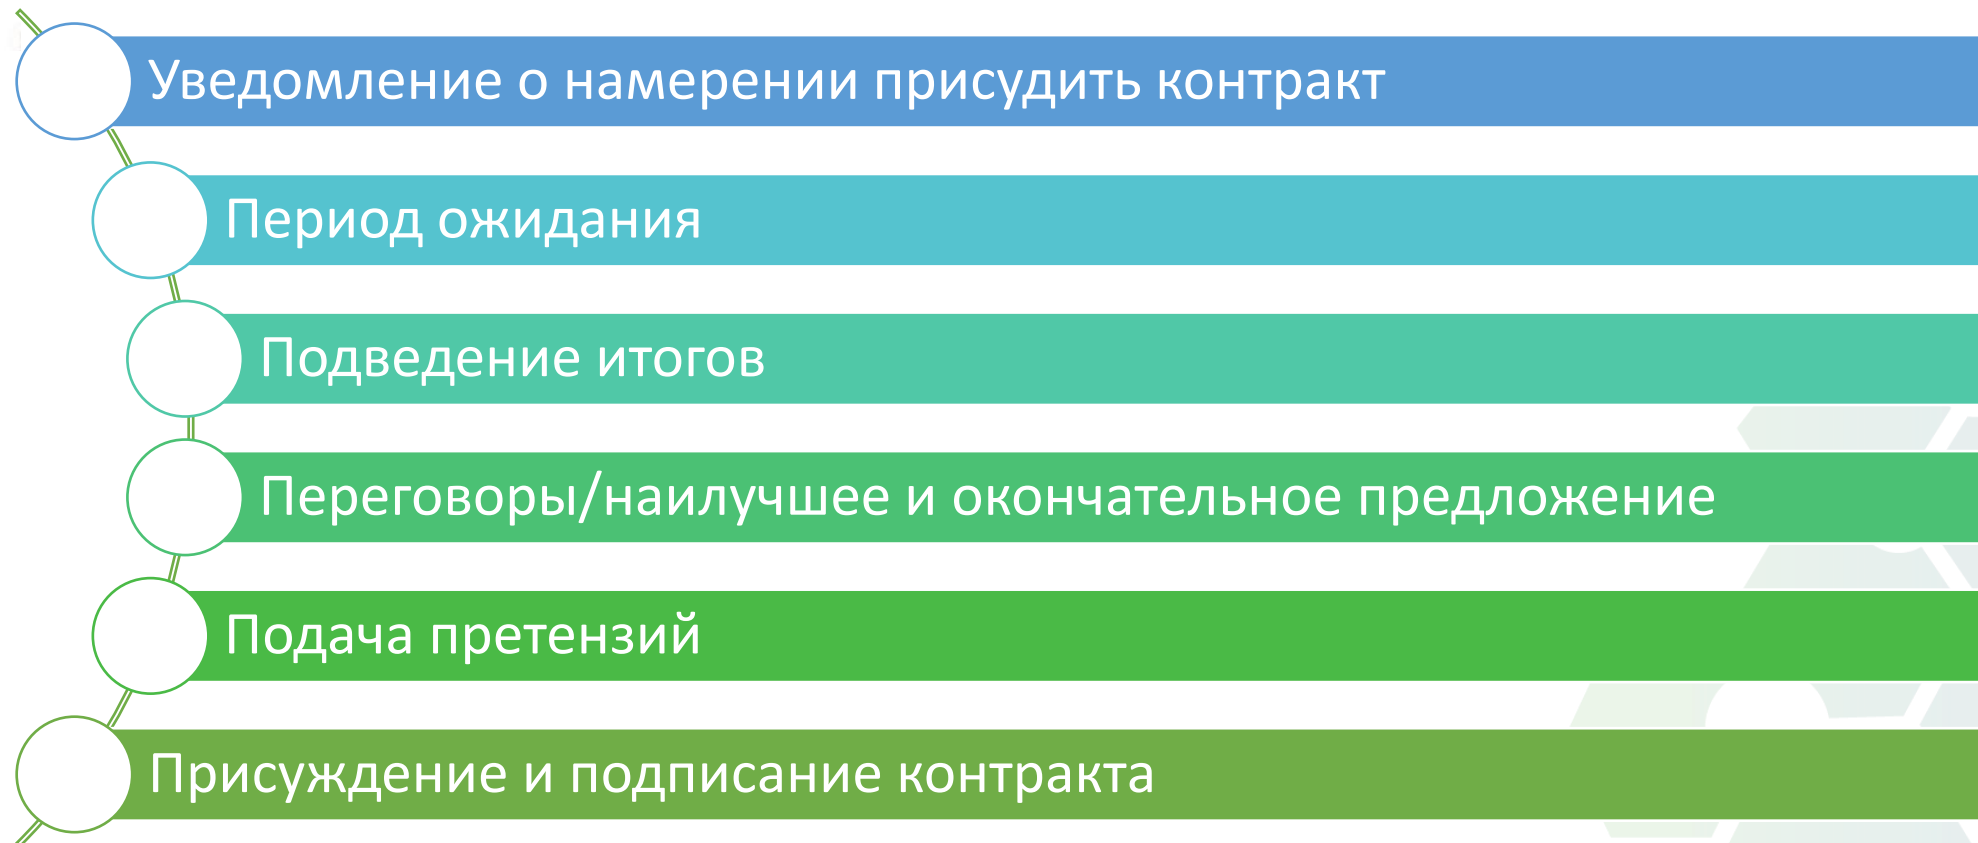 Уведомление о намерении присудить контракт
Период ожидания
Подведение итогов
Переговоры/наилучшее и окончательное предложение
Подача претензий
Присуждение и подписание контракта